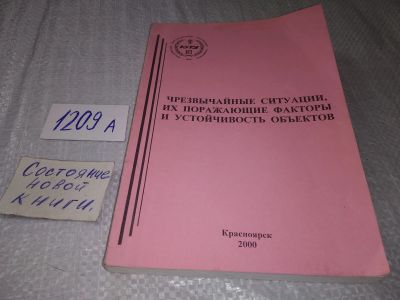 ЧРЕЗВЫЧАЙНЫЕ СИТУАЦИИ,
ИХ ПОРАЖАЮЩИЕ ФАКТОРЫ
И УСТОЙЧИВОСТЬ ОБЪЕКТОВ
Красноярск
2000
1209 А
Состояние
новой
книги.